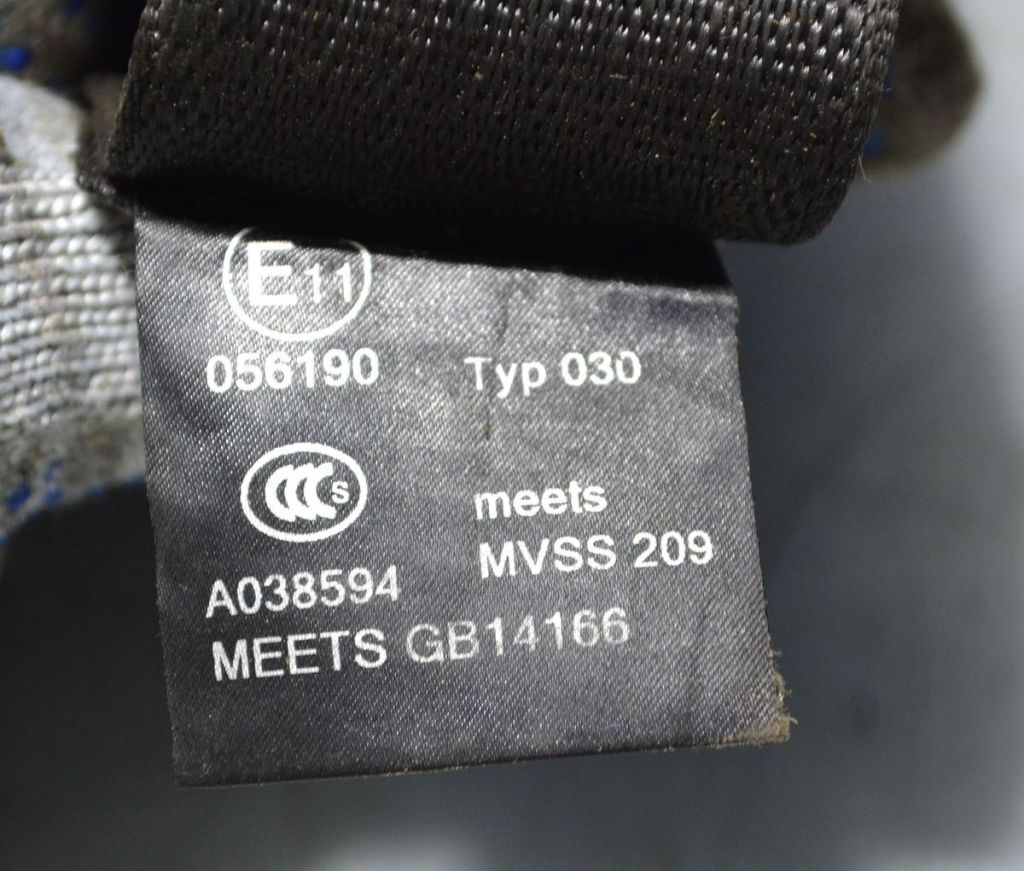 E11
056190 Typ 030
CCC S
meets
MVSS 209
A038594
MEETS GB14166